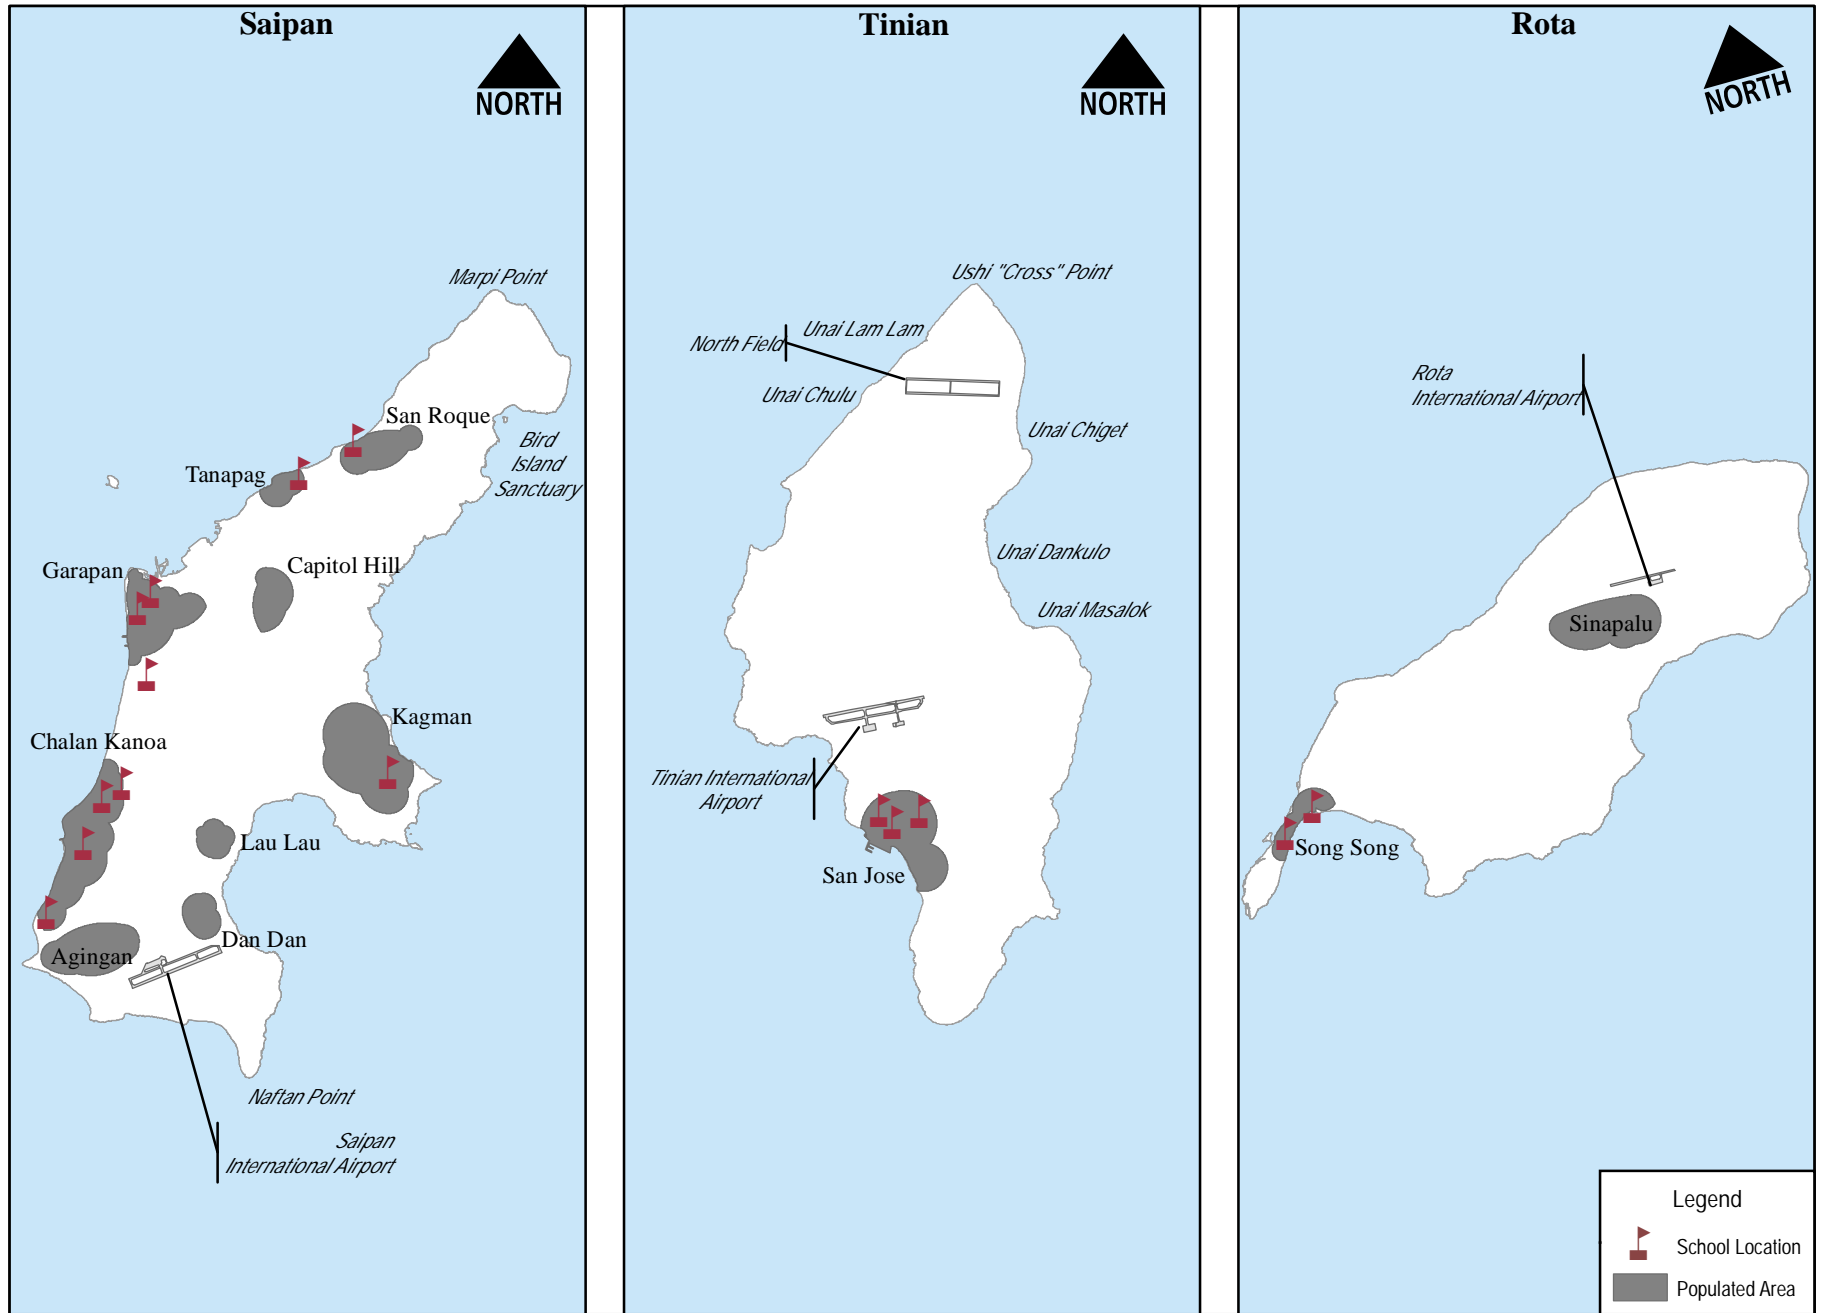 Saipan
NORTH
Marpi Point
San Roque
Bird
Island
Sanctuary
Tanapag
Garapan
Capitol Hill
Kagman
Chalan Kanoa
Lau Lau
Dan Dan
Agingan
Naftan Point
Saipan
International Airport
Tinian
NORTH
Ushi "Cross" Point
Unai Lam Lam
North Field
Unai Chulu
Unai Chiget
Unai Dankulo
Unai Masalok
Tinian International
Airport
San Jose
Rota
NORTH
Rota
International Airport
Sinapalu
Song Song
Legend
School Location
Populated Area